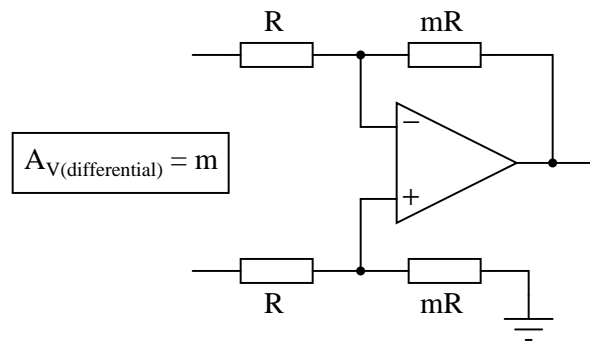 R mR
A_V(differential) = m
−
+
R mR